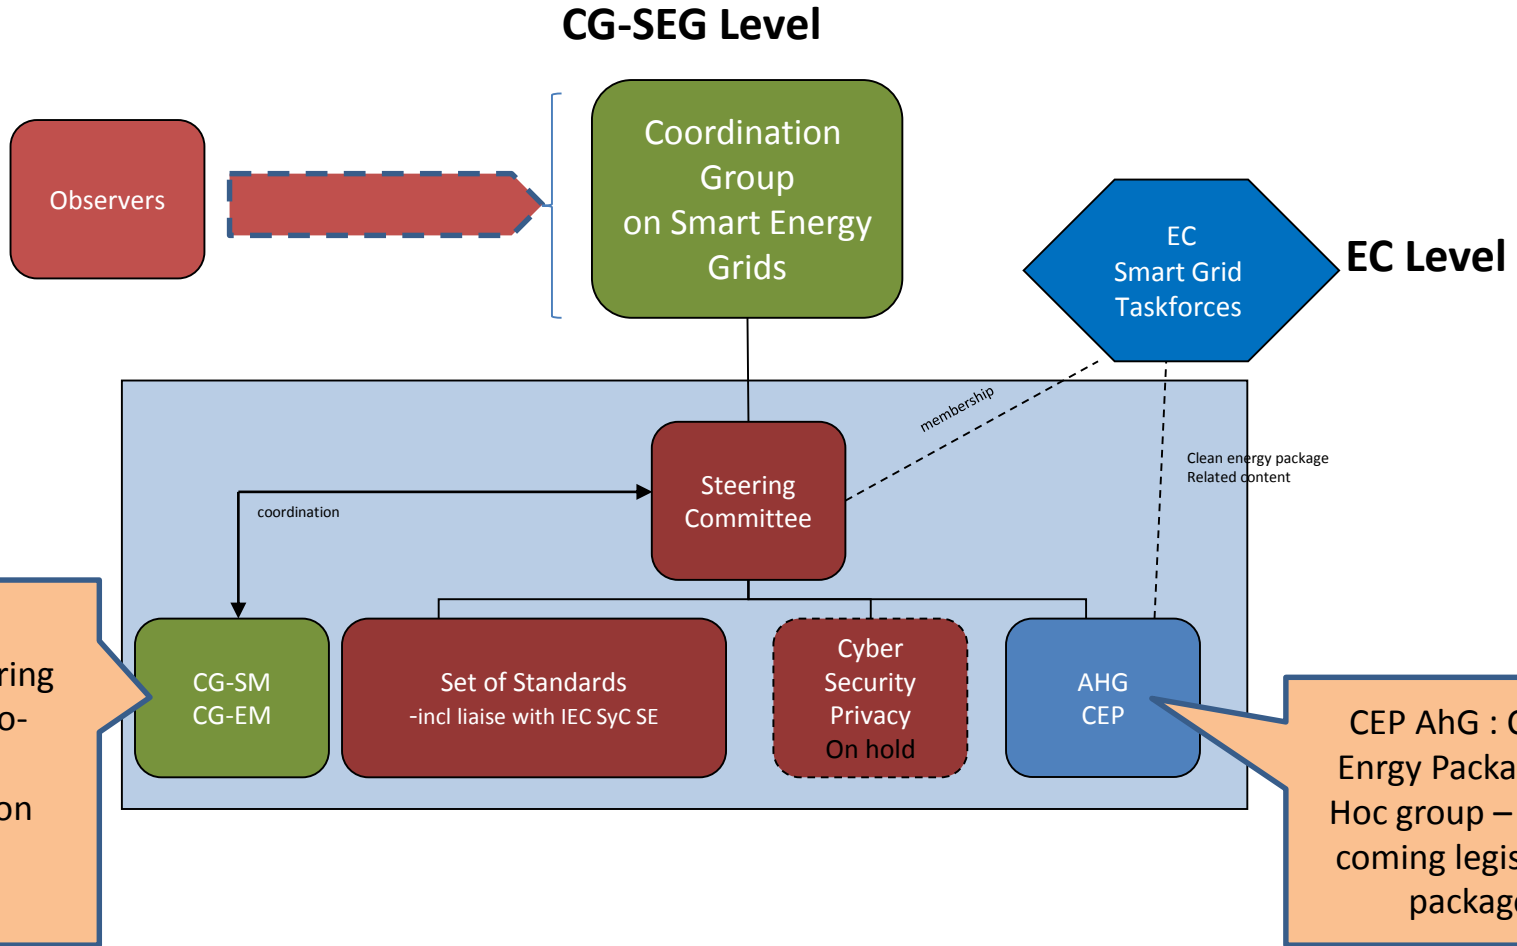 CG-SEG Level
Observers
Coordination
Group
on Smart Energy
Grids
EC
Smart Grid
Taskforces
EC Level
membership
Clean energy package
Related content
Steering
Committee
coordination
ring
o-
on
CG-SM
CG-EM
Set of Standards
-incl liaise with IEC SyC SE
Cyber
Security
Privacy
On hold
AHG
CEP
CEP AhG :
Enrgy Packa
Hoc group –
coming legis
package